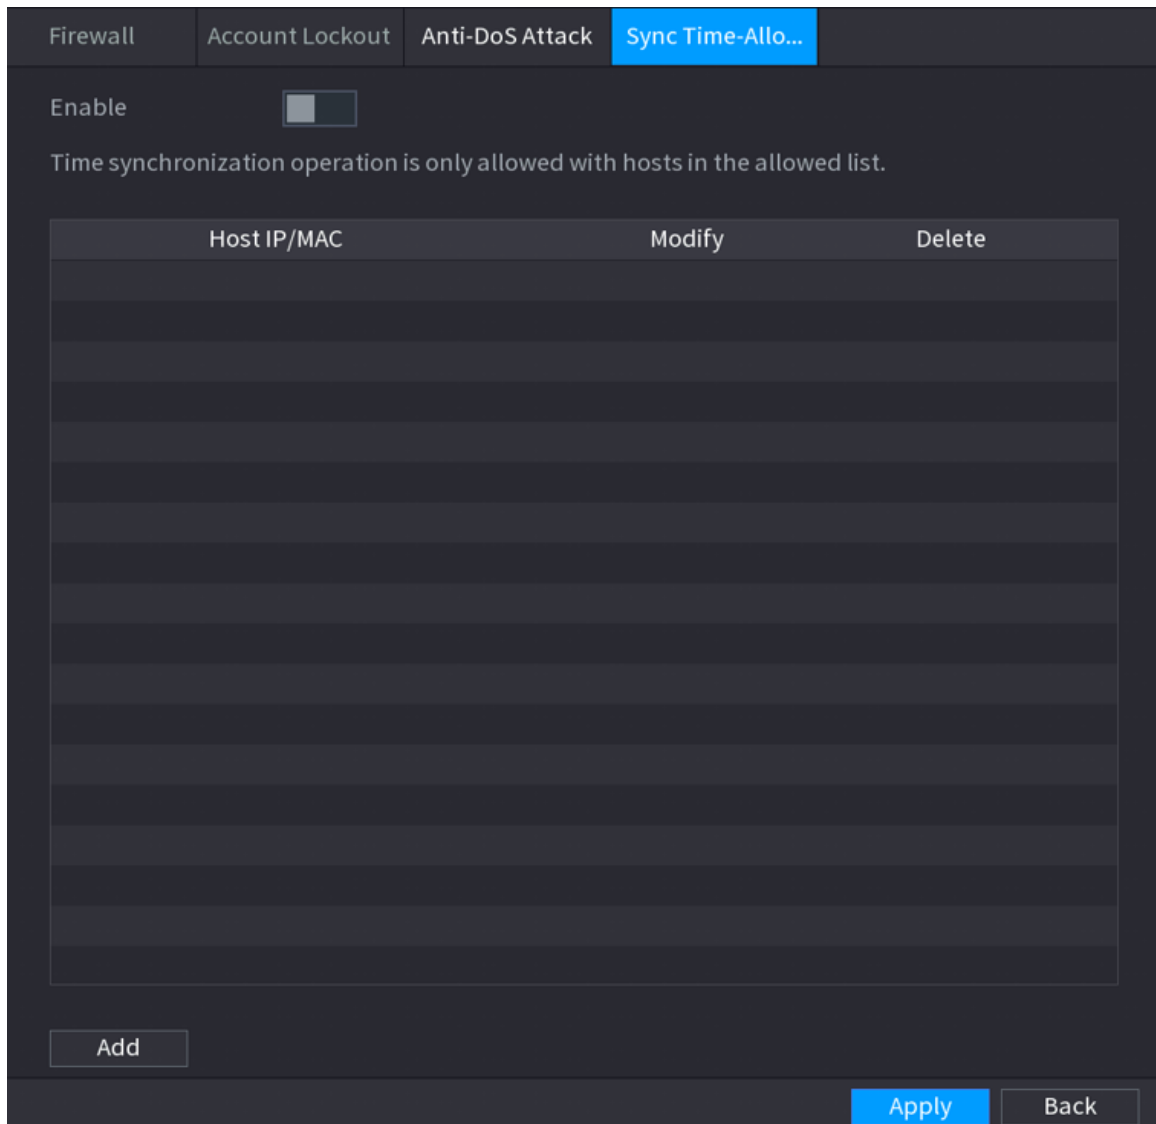 Firewall Account Lockout Anti-DoS Attack Sync Time-Allo...
Enable
Time synchronization operation is only allowed with hosts in the allowed list.
Host IP/MAC Modify Delete
Add
Apply Back